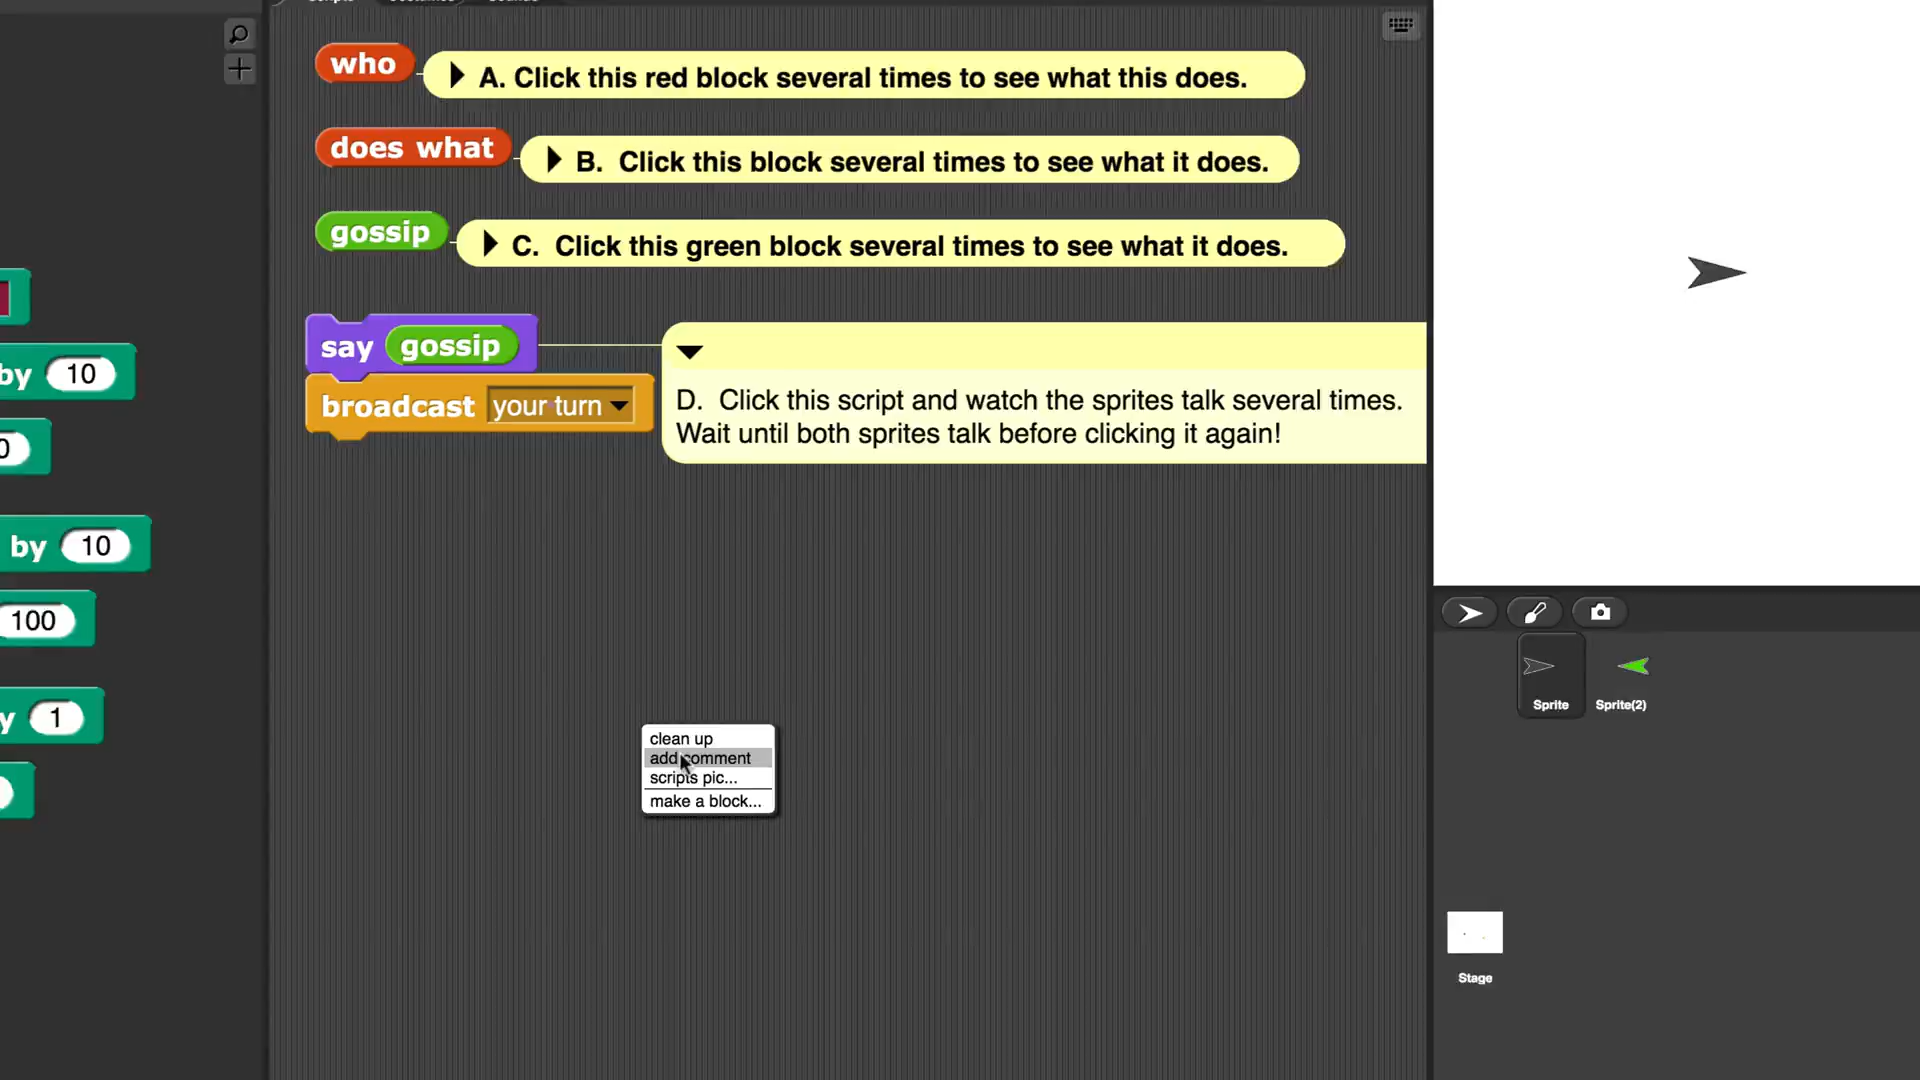 who
A. Click this red block several times to see what this does.
does what
B. Click this block several times to see what it does.
gossip
C. Click this green block several times to see what it does.
say gossip
broadcast your turn
D. Click this script and watch the sprites talk several times.
Wait until both sprites talk before clicking it again!
by 10
0
by 10
100
y 1
clean up
add comment
scripts pic...
make a block...
Sprite
Sprite(2)
Stage